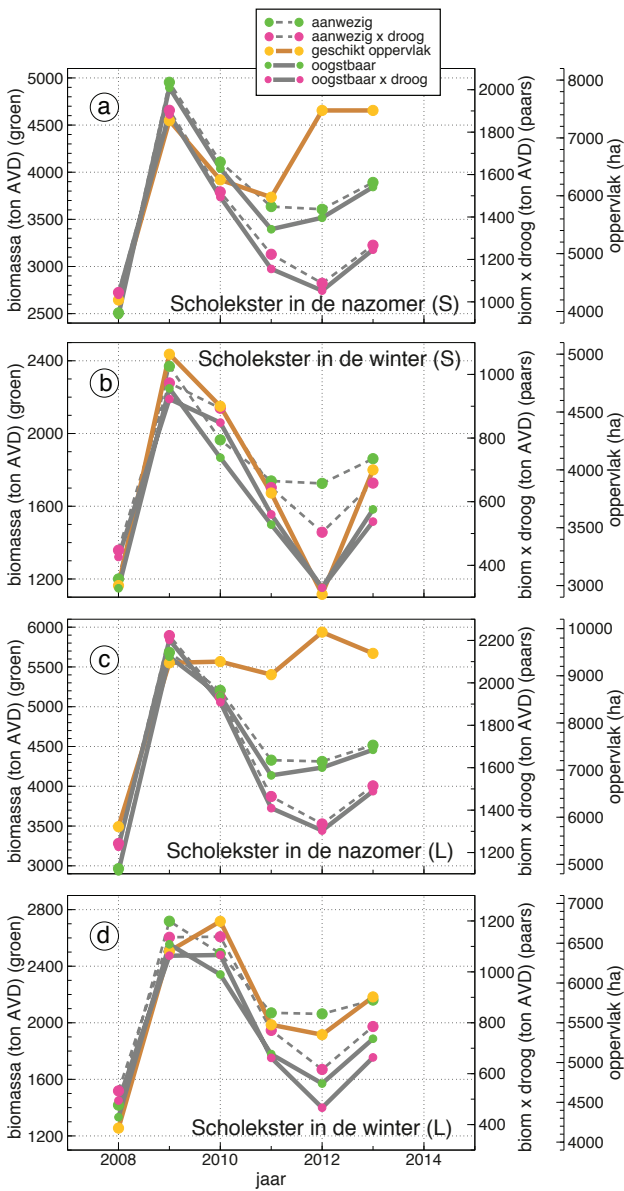 aanwezig
aanwezig x droog
geschikt oppervlak
oogstbaar
oogstbaar x droog
a
biomassa (ton AVD) (groen)
5000
4500
4000
3500
3000
2500
biom x droog (ton AVD) (paars)
2000
1800
1600
1400
1200
1000
oppervlak (ha)
8000
7000
6000
5000
4000
Scholekster in de nazomer (S)
b
Scholekster in de winter (S)
biomassa (ton AVD) (groen)
2400
2000
1600
1200
biom x droog (ton AVD) (paars)
1000
800
600
400
oppervlak (ha)
5000
4000
3000
c
biomassa (ton AVD) (groen)
6000
5500
5000
4500
4000
3500
3000
biom x droog (ton AVD) (paars)
2200
2000
1800
1600
1400
1200
oppervlak (ha)
10000
9000
8000
7000
6000
5000
Scholekster in de nazomer (L)
d
biomassa (ton AVD) (groen)
2800
2400
2000
1600
1200
biom x droog (ton AVD) (paars)
1200
1000
800
600
400
oppervlak (ha)
7000
6500
6000
5500
5000
4500
4000
Scholekster in de winter (L)
2008 2010 2012 2014
jaar